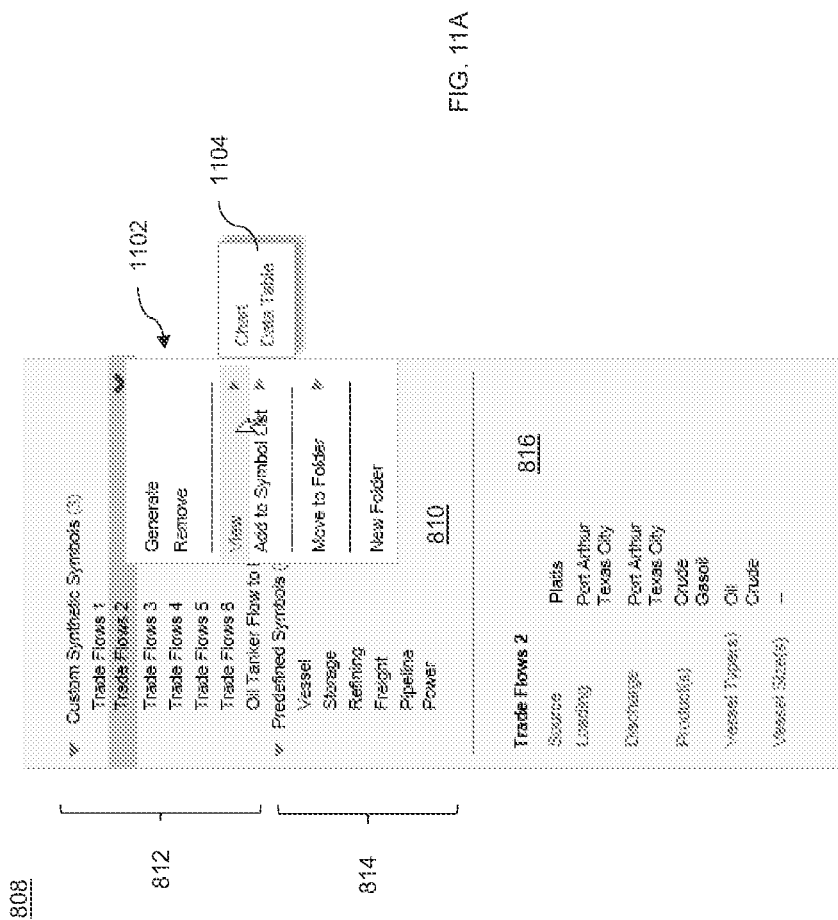 808
812
▼ Custom Synthetic Symbols (3)
Trade Flows 1
Trade Flows 2
Trade Flows 3
Trade Flows 4
Trade Flows 5
Trade Flows 6
Oil Tanker Flow to
814
▼ Predefined Symbols (
Vessel
Storage
Refining
Freight
Pipeline
Power
1102
Generate
Remove
View
Add to Symbol List
Move to Folder
New Folder
1104
Chart
Data Table
810
816
Trade Flows 2
Source Platts
Loading Port Arthur
Texas City
Discharge Port Arthur
Texas City
Product(s) Crude
Gasoil
Vessel Type(s) Oil
Crude
Vessel Size(s) --
FIG. 11A